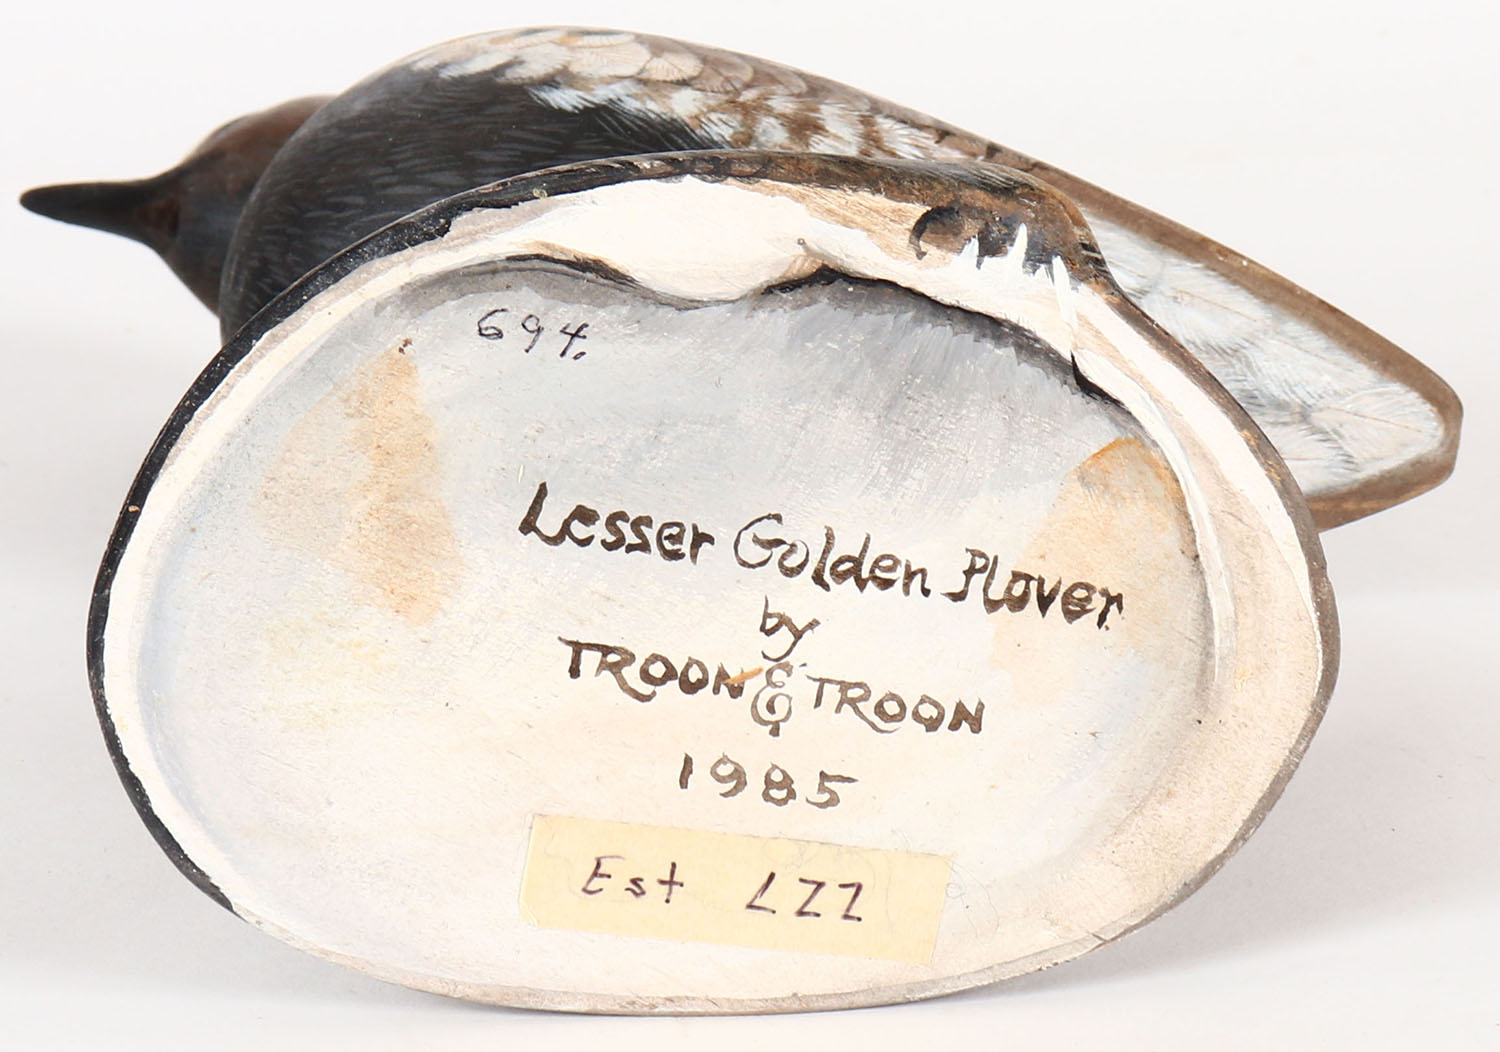 694.
Lesser Golden Plover
by
TROON & TROON
1985
Est LZZ